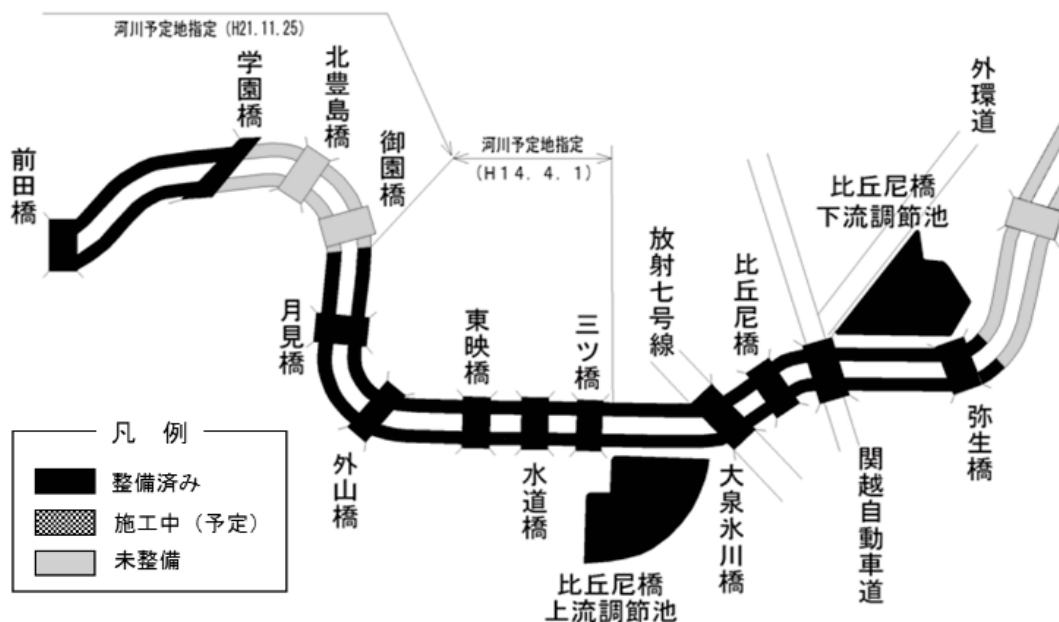 河川予定地指定(H21.11.25)
学園橋
北豊島橋
御園橋
前田橋
河川予定地指定
(H14.4.1)
外環道
比丘尼橋
下流調節池
放射七号線
比丘尼橋
月見橋
東映橋
三ツ橋
外山橋
水道橋
大泉氷川橋
関越自動車道
弥生橋
比丘尼橋
上流調節池
凡 例
整備済み
施工中(予定)
未整備